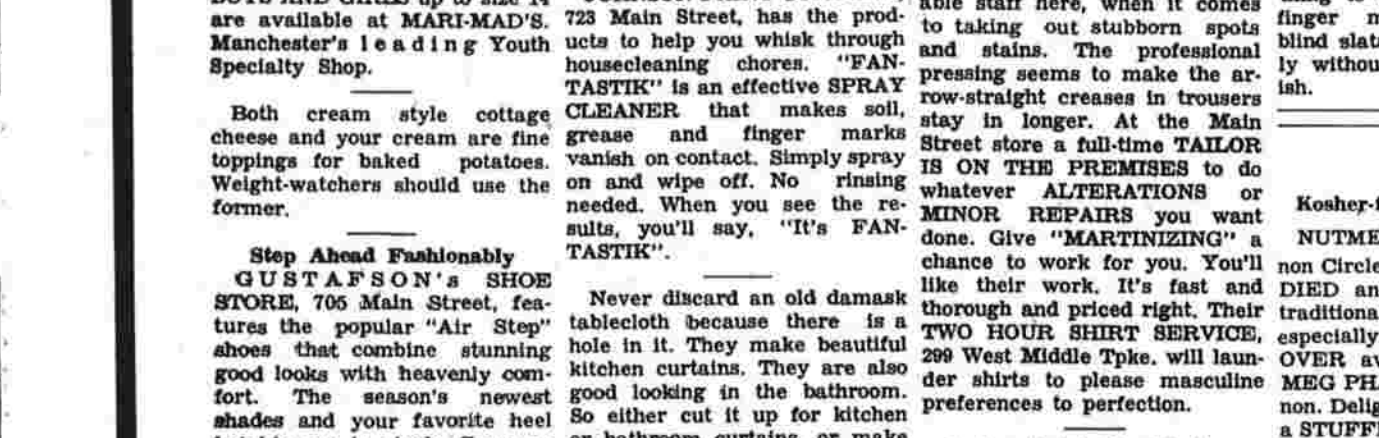 are available at MARI-MAD'S.
Manchester's leading Youth
Specialty Shop.
Both cream style cottage
cheese and your cream are fine
toppings for baked potatoes.
Weight-watchers should use the
former.
Step Ahead Fashionably
GUSTAFSON's SHOE
STORE, 705 Main Street, fea-
tures the popular "Air Step"
shoes that combine stunning
good looks with heavenly com-
fort. The season's newest
shades and your favorite heel
723 Main Street, has the prod-
ucts to help you whisk through
housecleaning chores. "FAN-
TASTIK" is an effective SPRAY
CLEANER that makes soil,
grease and finger marks
vanish on contact. Simply spray
on and wipe off. No rinsing
needed. When you see the re-
sults, you'll say, "It's FAN-
TASTIK".
Never discard an old damask
tablecloth because there is a
hole in it. They make beautiful
kitchen curtains. They are also
good looking in the bathroom.
So either cut it up for kitchen
or bathroom curtains, or make
able staff here, when it comes
to taking out stubborn spots
and stains. The professional
pressing seems to make the ar-
row-straight creases in trousers
stay in longer. At the Main
Street store a full-time TAILOR
IS ON THE PREMISES to do
whatever ALTERATIONS or
MINOR REPAIRS you want
done. Give "MARTINIZING" a
chance to work for you. You'll
like their work. It's fast and
thorough and priced right. Their
TWO HOUR SHIRT SERVICE,
299 West Middle Tpke. will laun-
der shirts to please masculine
preferences to perfection.
finger
blind
ly
ish.
Kosher-
NUTME
non Circle
DIED an
traditiona
especially
OVER
MEG PH
non.
a STUFF